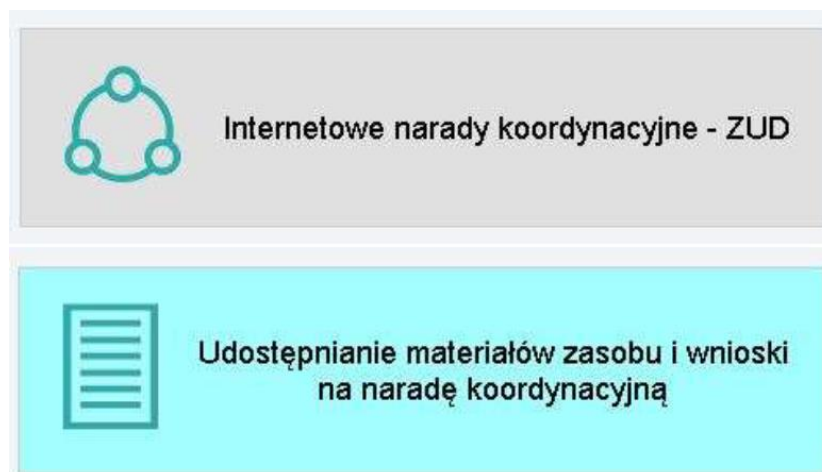 Internetowe narady koordynacyjne - ZUD
Udostępnianie materiałów zasobu i wnioski
na naradę koordynacyjną